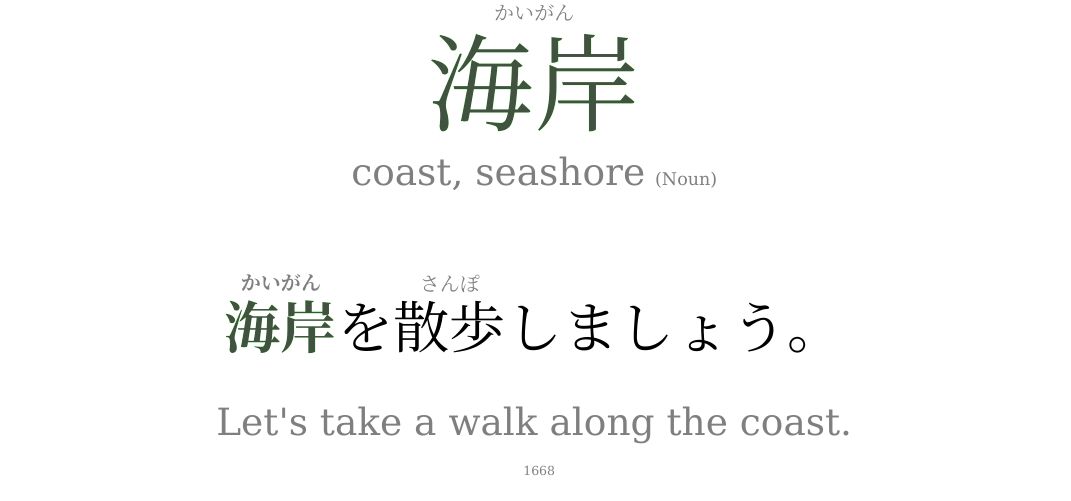 かいがん
海岸
coast, seashore (Noun)
かいがん さんぽ
海岸を散歩しましょう。
Let's take a walk along the coast.
1668